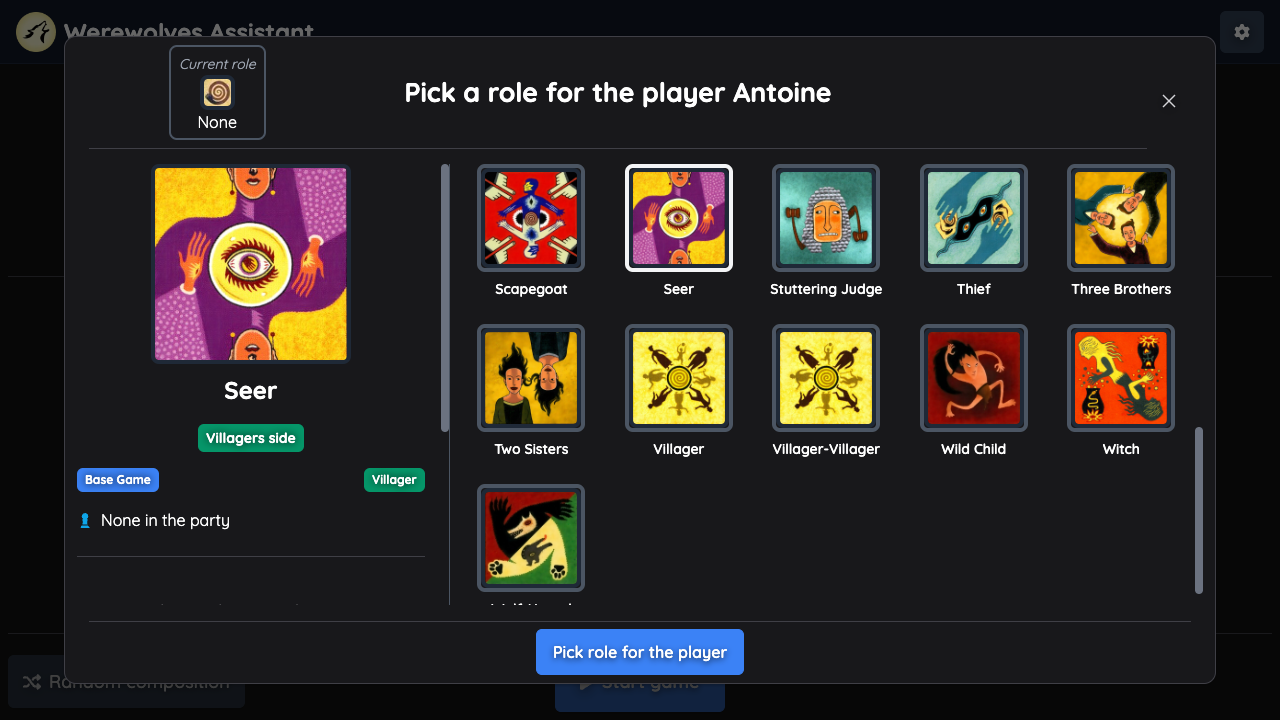 Werewolves Assistant
Current role
None
Pick a role for the player Antoine
Seer
Villagers side
Base Game
Villager
None in the party
Scapegoat
Seer
Stuttering Judge
Thief
Three Brothers
Two Sisters
Villager
Villager-Villager
Wild Child
Witch
Pick role for the player
Random composition
Start game